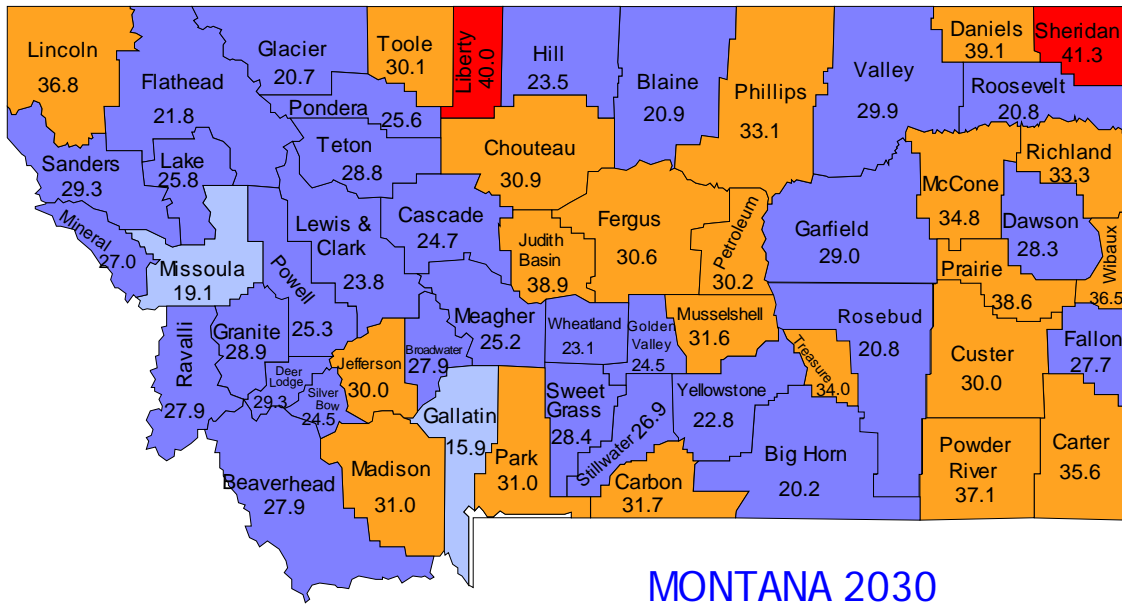 Lincoln
36.8
Flathead
21.8
Glacier
20.7
Toole
30.1
Liberty
40.0
Hill
23.5
Blaine
20.9
Phillips
33.1
Valley
29.9
Daniels
39.1
Sheridan
41.3
Roosevelt
20.8
Pondera
25.6
Teton
28.8
Chouteau
30.9
Sanders
29.3
Lake
25.8
Mineral
27.0
Missoula
19.1
Powell
25.3
Lewis &
Clark
23.8
Cascade
24.7
Judith
Basin
38.9
Fergus
30.6
Petroleum
30.2
Garfield
29.0
McCone
34.8
Richland
33.3
Dawson
28.3
Wibaux
36.5
Prairie
38.6
Ravalli
27.9
Granite
28.9
Deer
Lodge
29.3
Silver
Bow
24.5
Jefferson
30.0
Broadwater
27.9
Meagher
25.2
Wheatland
23.1
Golden
Valley
24.5
Musselshell
31.6
Treasure
34.0
Rosebud
20.8
Custer
30.0
Fallon
27.7
Beaverhead
27.9
Madison
31.0
Gallatin
15.9
Park
31.0
Sweet
Grass
28.4
Stillwater 26.9
Yellowstone
22.8
Carbon
31.7
Big Horn
20.2
Powder
River
37.1
Carter
35.6
MONTANA 2030